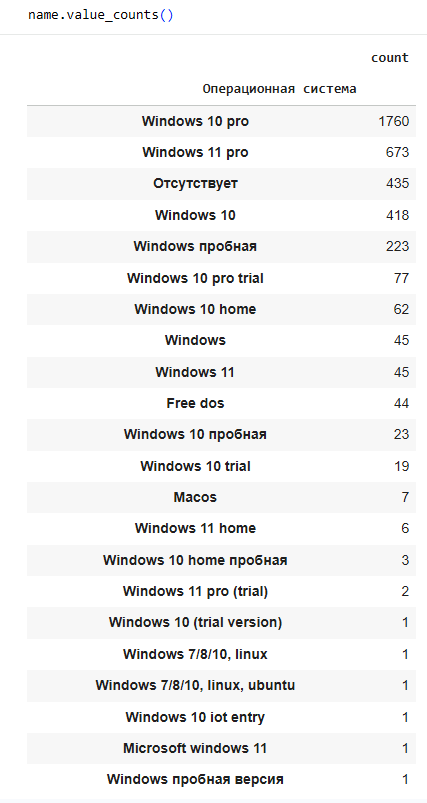 name.value_counts()
count
Операционная система
Windows 10 pro 1760
Windows 11 pro 673
Отсутствует 435
Windows 10 418
Windows пробная 223
Windows 10 pro trial 77
Windows 10 home 62
Windows 45
Windows 11 45
Free dos 44
Windows 10 пробная 23
Windows 10 trial 19
Macos 7
Windows 11 home 6
Windows 10 home пробная 3
Windows 11 pro (trial) 2
Windows 10 (trial version) 1
Windows 7/8/10, linux 1
Windows 7/8/10, linux, ubuntu 1
Windows 10 iot entry 1
Microsoft windows 11 1
Windows пробная версия 1